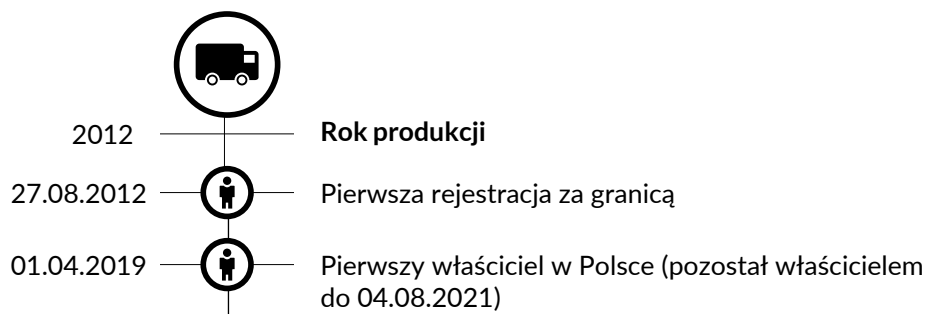 2012 Rok produkcji
27.08.2012 Pierwsza rejestracja za granicą
01.04.2019 Pierwszy właściciel w Polsce (pozostał właścicielem
do 04.08.2021)